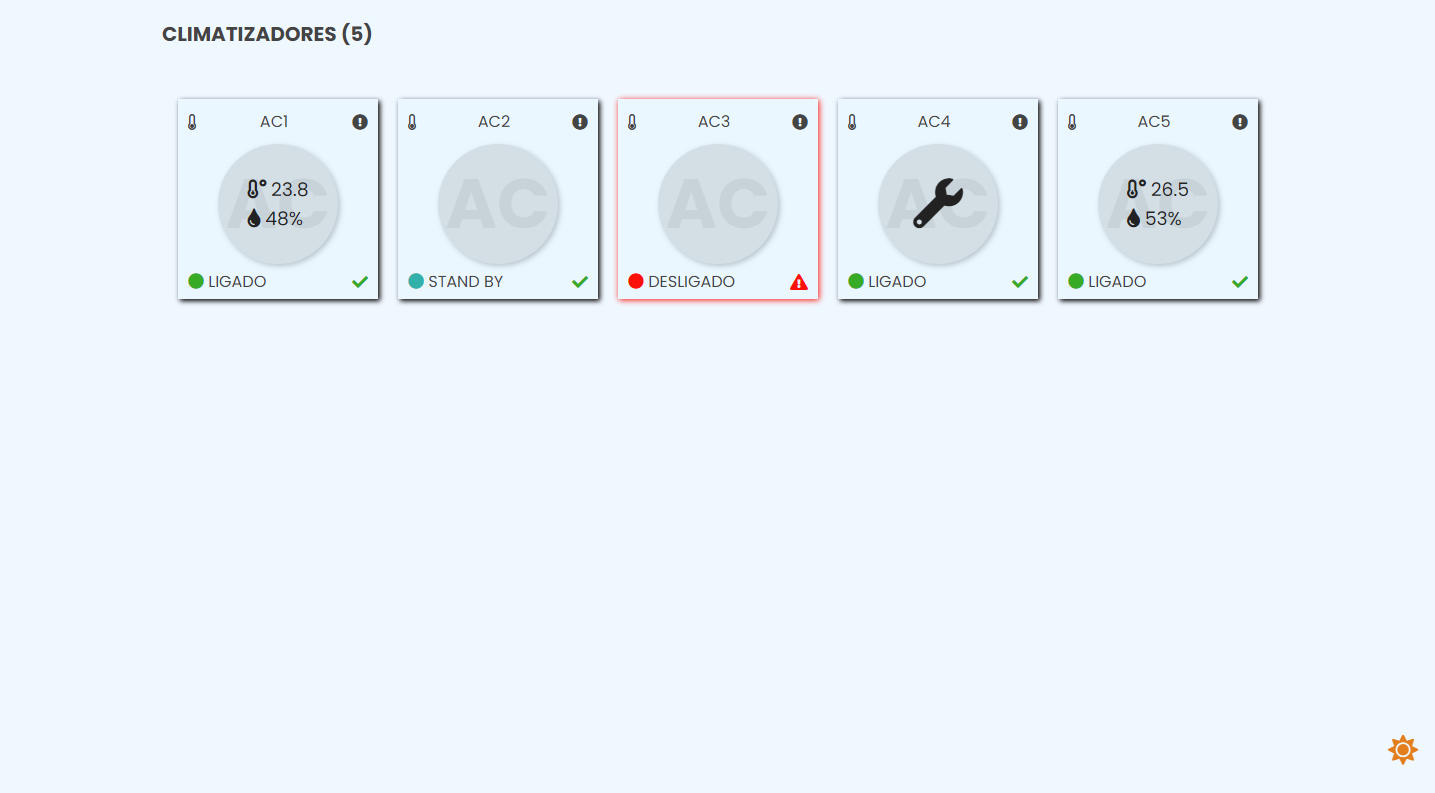 CLIMATIZADORES (5)
AC1
AC
23.8
48%
LIGADO
AC2
AC
STAND BY
AC3
AC
DESLIGADO
AC4
AC
LIGADO
AC5
AC
26.5
53%
LIGADO